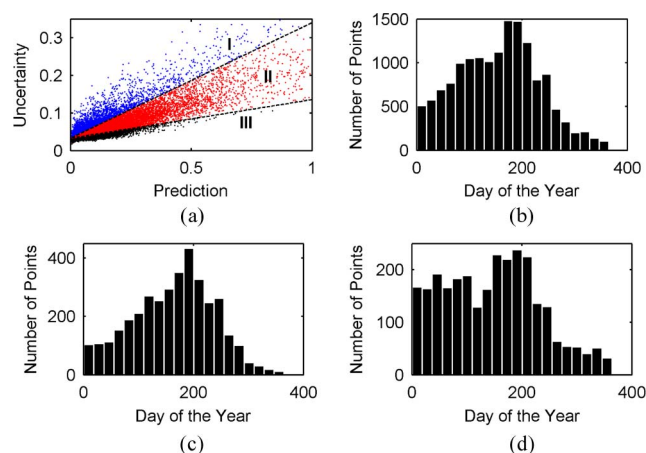 0.3
0.2
0.1
0
Uncertainty
I
II
III
0 0.5 1
Prediction
(a)
1500
1000
500
0
Number of Points
0 200 400
Day of the Year
(b)
400
200
0
Number of Points
0 200 400
Day of the Year
(c)
200
100
0
Number of Points
0 200 400
Day of the Year
(d)